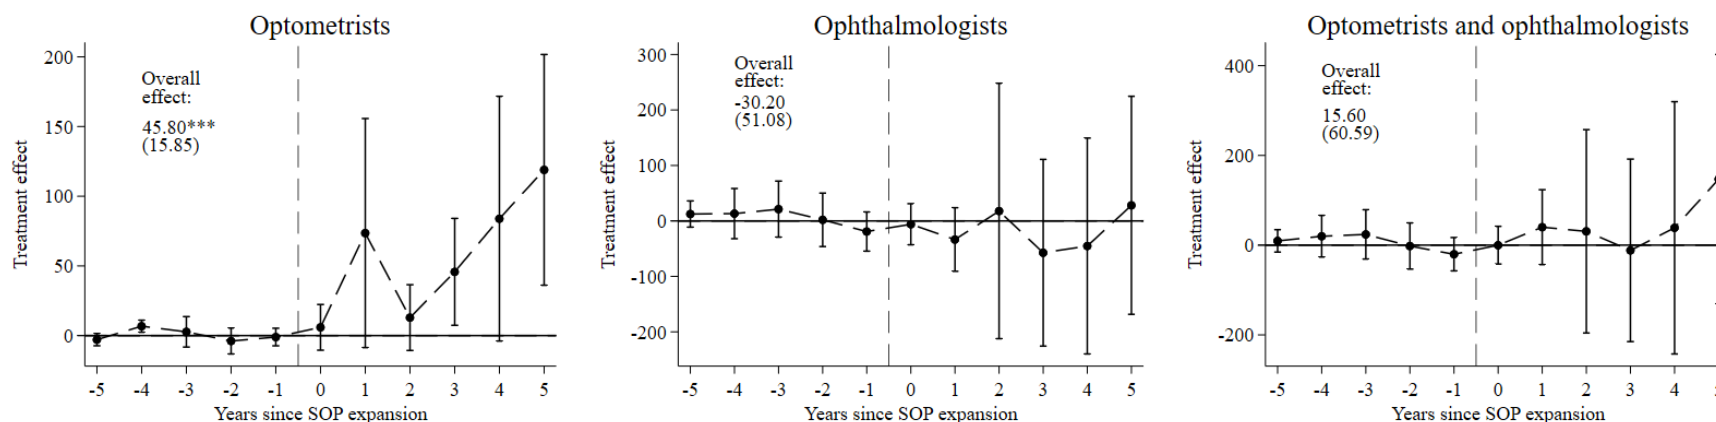 Optometrists
200
150
100
50
0
Treatment effect
Overall
effect:
45.80***
(15.85)
-5 -4 -3 -2 -1 0 1 2 3 4 5
Years since SOP expansion
Ophthalmologists
300
200
100
0
-100
-200
Treatment effect
Overall
effect:
-30.20
(51.08)
-5 -4 -3 -2 -1 0 1 2 3 4 5
Years since SOP expansion
Optometrists and ophthalmologists
400
200
0
-200
Treatment effect
Overall
effect:
15.60
(60.59)
-5 -4 -3 -2 -1 0 1 2 3 4
Years since SOP expansion